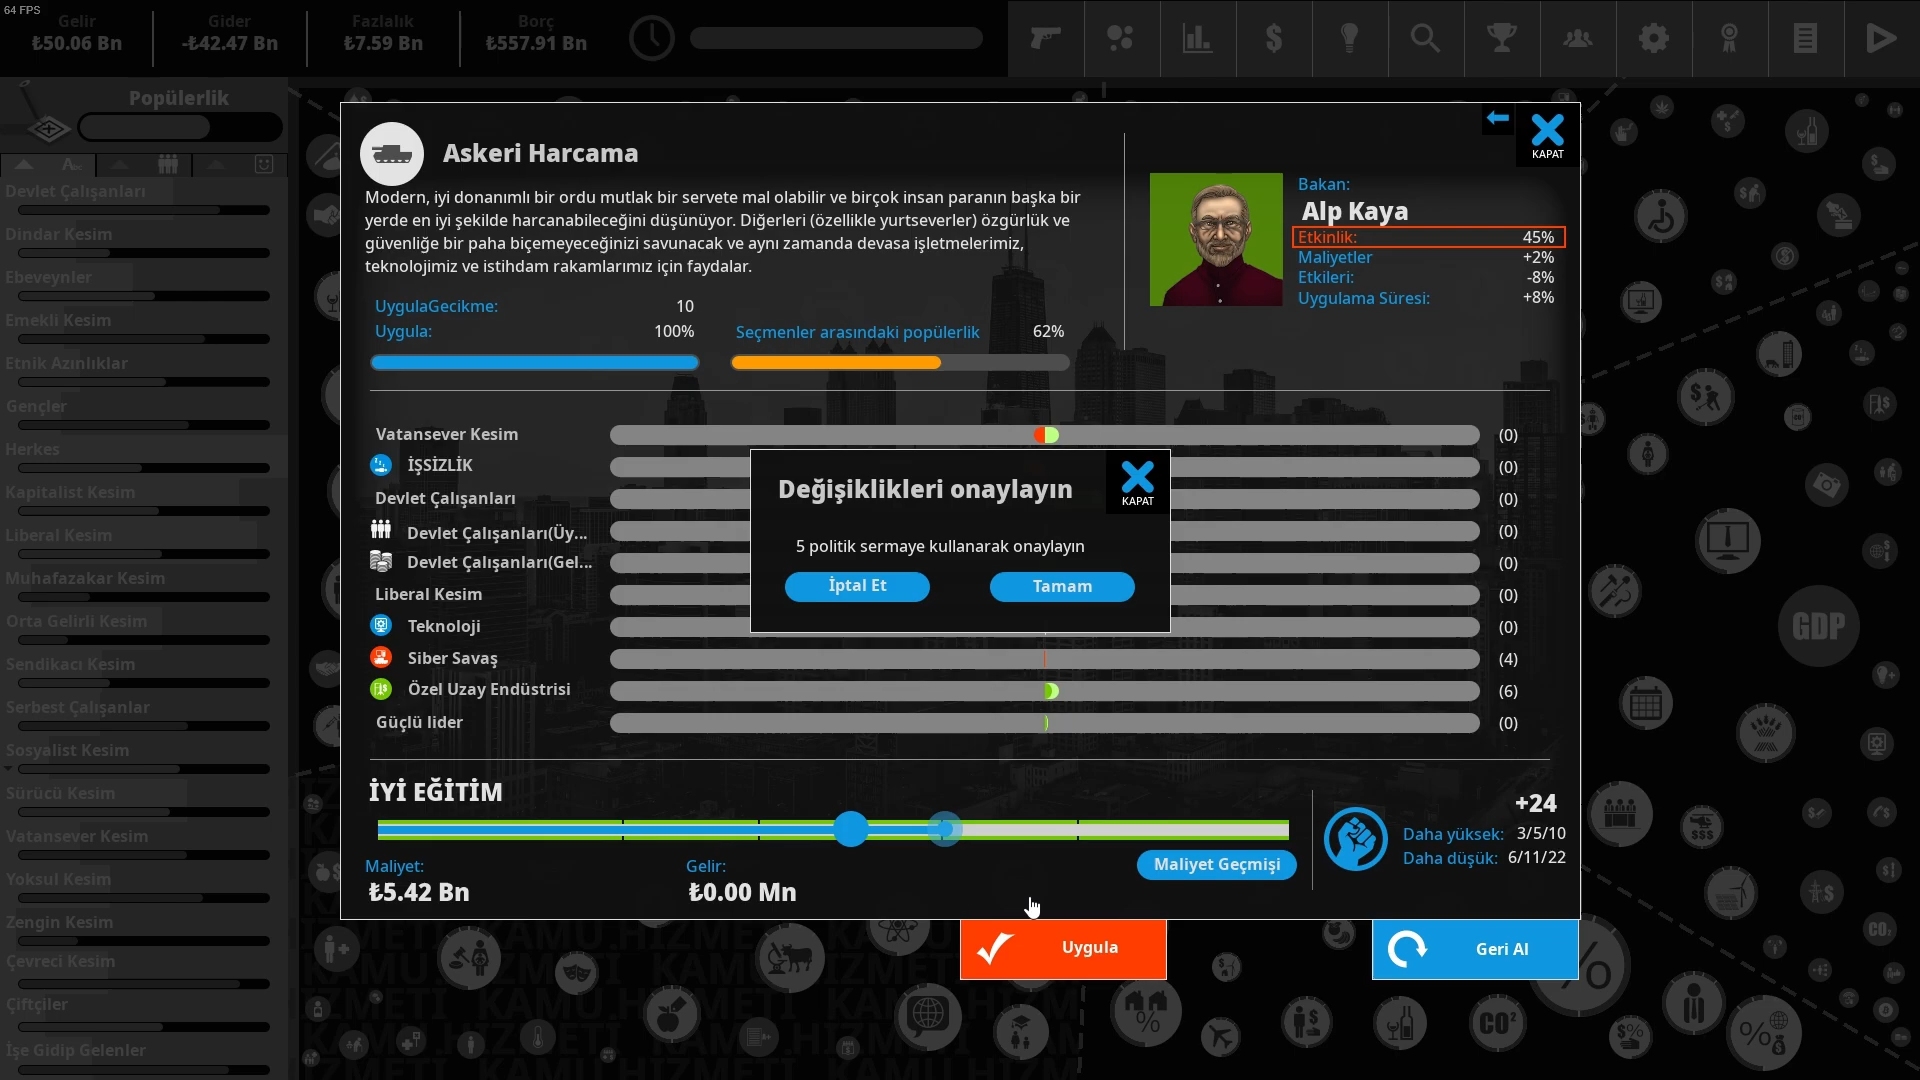 64 FPS
Gelir
₺50.06 Bn
Gider
-₺42.47 Bn
Fazlalık
₺7.59 Bn
Borç
₺557.91 Bn
Popülerlik
Devlet Çalışanları
Dindar Kesim
Ebeveynler
Emekli Kesim
Etnik Azınlıklar
Gençler
Herkes
Kapitalist Kesim
Liberal Kesim
Muhafazakar Kesim
Orta Gelirli Kesim
Sendikacı Kesim
Serbest Çalışanlar
Sosyalist Kesim
Sürücü Kesim
Vatansever Kesim
Yoksul Kesim
Zengin Kesim
Çevreci Kesim
Çiftçiler
İşe Gidip Gelenler
Askeri Harcama
KAPAT
Modern, iyi donanımlı bir ordu mutlak bir servete mal olabilir ve birçok insan paranın başka bir
yerde en iyi şekilde harcanabileceğini düşünüyor. Diğerleri (özellikle yurtseverler) özgürlük ve
güvenliğe bir paha biçemeyeceğinizi savunacak ve aynı zamanda devasa işletmelerimiz,
teknolojimiz ve istihdam rakamlarımız için faydalar.
UygulaGecikme: 10
Uygula: 100%
Seçmenler arasındaki popülerlik 62%
Bakan:
Alp Kaya
Etkinlik: 45%
Maliyetler +2%
Etkileri: -8%
Uygulama Süresi: +8%
Vatansever Kesim (0)
İŞSİZLİK (0)
Devlet Çalışanları (0)
Devlet Çalışanları(Üy... (0)
Devlet Çalışanları(Gel... (0)
Liberal Kesim (0)
Teknoloji (0)
Siber Savaş (4)
Özel Uzay Endüstrisi (6)
Güçlü lider (0)
Değişiklikleri onaylayın
KAPAT
5 politik sermaye kullanarak onaylayın
İptal Et
Tamam
İYİ EĞİTİM
Maliyet:
₺5.42 Bn
Gelir:
₺0.00 Mn
Maliyet Geçmişi
+24
Daha yüksek: 3/5/10
Daha düşük: 6/11/22
Uygula
Geri Al
GDP
CO²
CO²
KAMU HİZMETİ